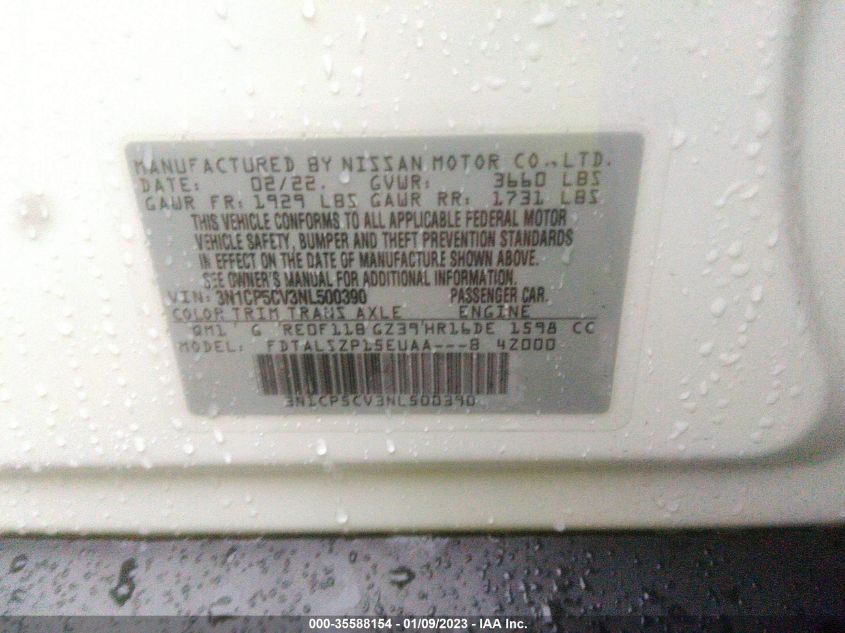 MANUFACTURED BY NISSAN MOTOR CO., LTD.
DATE: 02/22. GVWR: 3660 LBS
GAWR FR: 1929 LBS GAWR RR: 1731 LBS
THIS VEHICLE CONFORMS TO ALL APPLICABLE FEDERAL MOTOR
VEHICLE SAFETY, BUMPER AND THEFT PREVENTION STANDARDS
IN EFFECT ON THE DATE OF MANUFACTURE SHOWN ABOVE.
SEE OWNER'S MANUAL FOR ADDITIONAL INFORMATION.
VIN: 3N1CP5CV3NL500390 PASSENGER CAR.
COLOR TRIM TRANS AXLE ENGINE
QM1 G RE0F11B GZ39 HR16DE 1598 CC
MODEL: FDTALSZP15EUAA---8 4Z000
3N1CP5CV3NL500390
000-35588154 - 01/09/2023 - IAA Inc.